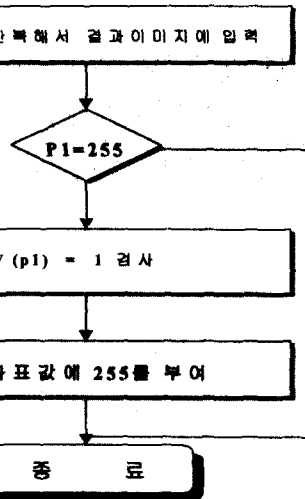 복해서 결과이미지에 입력
P1=255
(p1) = 1 검사
표값에 255를 부여
종 료